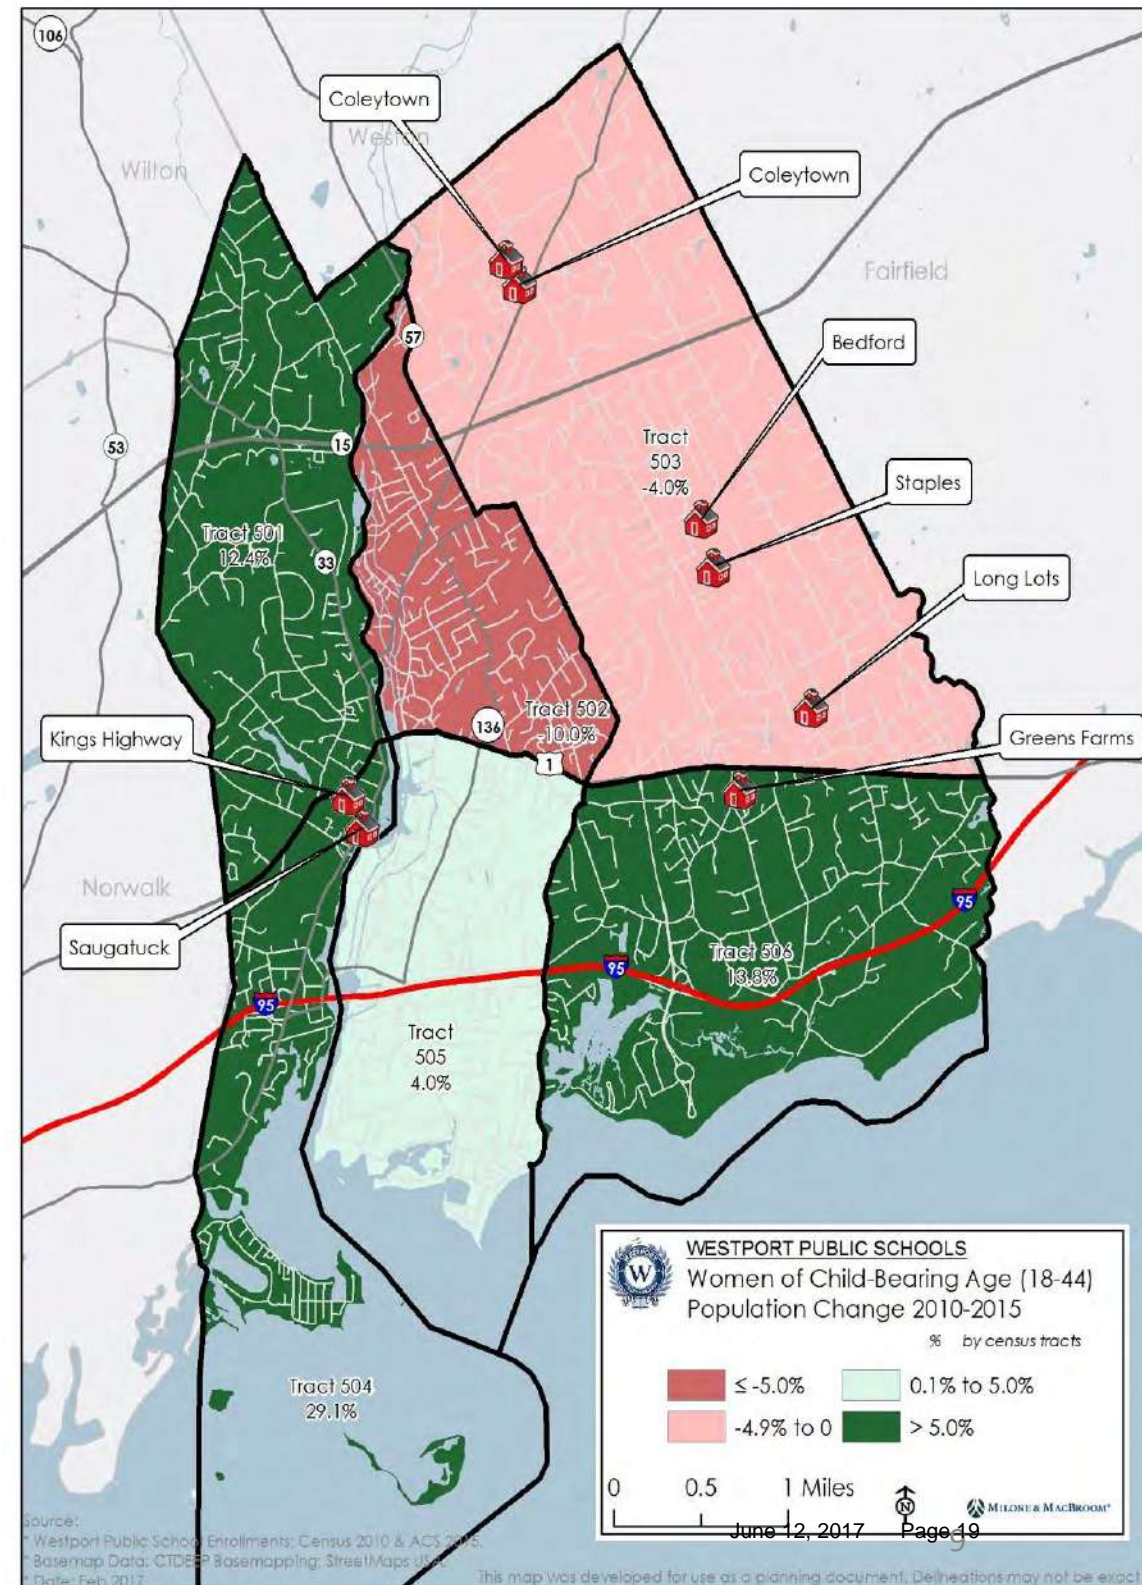 106
Coleytown
Weston
Wilton
Coleytown
Fairfield
57
Bedford
53
15
Tract
503
-4.0%
Staples
Tract 501
12.4%
33
Long Lots
Kings Highway
136
Tract 502
-10.0%
1
Greens Farms
Norwalk
95
Saugatuck
95
Tract 506
13.8%
95
Tract
505
4.0%
Tract 504
29.1%
WESTPORT PUBLIC SCHOOLS
Women of Child-Bearing Age (18-44)
Population Change 2010-2015
% by census tracts
≤ -5.0%
0.1% to 5.0%
-4.9% to 0
> 5.0%
0 0.5 1 Miles
N
MILONE & MACBROOM®
June 12, 2017 Page 19
9
Source:
* Westport Public School Enrollments; Census 2010 & ACS 2015.
* Basemap Data: CTDEEP Basemapping; StreetMaps USA.
* Date: Feb 2017
This map was developed for use as a planning document. Delineations may not be exact